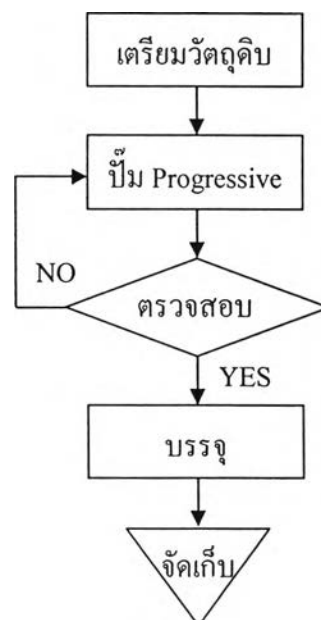 เตรียมวัตถุดิบ
ปั๊ม Progressive
NO
ตรวจสอบ
YES
บรรจุ
จัดเก็บ